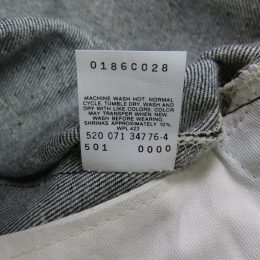 0186C028
MACHINE WASH HOT. NORMAL
CYCLE. TUMBLE DRY. WASH AND
DRY WITH LIKE COLORS. COLOR
MAY TRANSFER WHEN NEW.
WASH BEFORE WEARING.
SHRINKS APPROXIMATELY 10%.
WPL 423
520 071 34776-4
501 0000